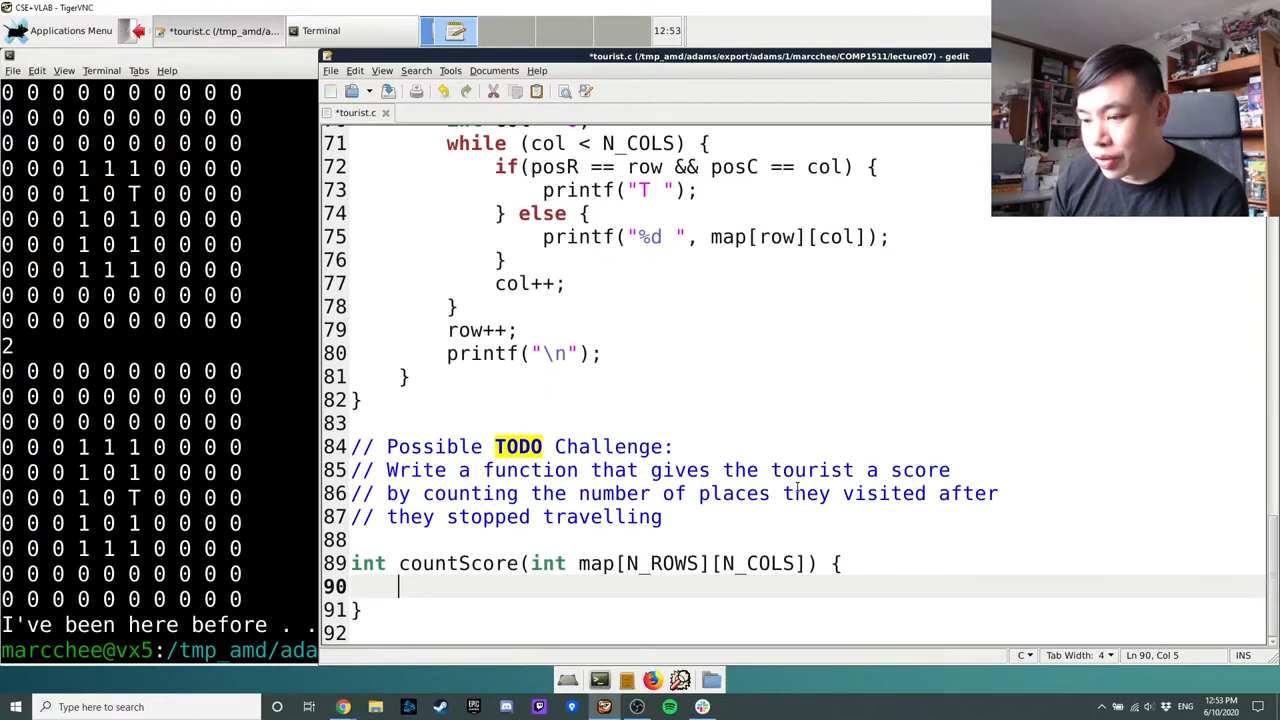 CSE+VLAB - TigerVNC
Applications Menu
*tourist.c (/tmp_amd/a...
Terminal
12:53
File Edit View Terminal Tabs Help
0 0 0 0 0 0 0 0 0 0
0 0 0 0 0 0 0 0 0 0
0 0 0 0 0 0 0 0 0 0
0 0 0 1 1 1 0 0 0 0
0 0 0 1 0 T 0 0 0 0
0 0 0 1 0 1 0 0 0 0
0 0 0 1 0 1 0 0 0 0
0 0 0 1 1 1 0 0 0 0
0 0 0 0 0 0 0 0 0 0
0 0 0 0 0 0 0 0 0 0
2
0 0 0 0 0 0 0 0 0 0
0 0 0 0 0 0 0 0 0 0
0 0 0 0 0 0 0 0 0 0
0 0 0 1 1 1 0 0 0 0
0 0 0 1 0 1 0 0 0 0
0 0 0 1 0 T 0 0 0 0
0 0 0 1 0 1 0 0 0 0
0 0 0 1 1 1 0 0 0 0
0 0 0 0 0 0 0 0 0 0
0 0 0 0 0 0 0 0 0 0
I've been here before . .
marcchee@vx5:/tmp_amd/ada
*tourist.c (/tmp_amd/adams/export/adams/1/marcchee/COMP1511/lecture07) - gedit
File Edit View Search Tools Documents Help
*tourist.c
71 while (col < N_COLS) {
72 if(posR == row && posC == col) {
73 printf("T ");
74 } else {
75 printf("%d ", map[row][col]);
76 }
77 col++;
78 }
79 row++;
80 printf("\n");
81 }
82 }
83
84 // Possible TODO Challenge:
85 // Write a function that gives the tourist a score
86 // by counting the number of places they visited after
87 // they stopped travelling
88
89 int countScore(int map[N_ROWS][N_COLS]) {
90
91 }
92
C Tab Width: 4 Ln 90, Col 5 INS
Type here to search
ENG
12:53 PM
6/10/2020